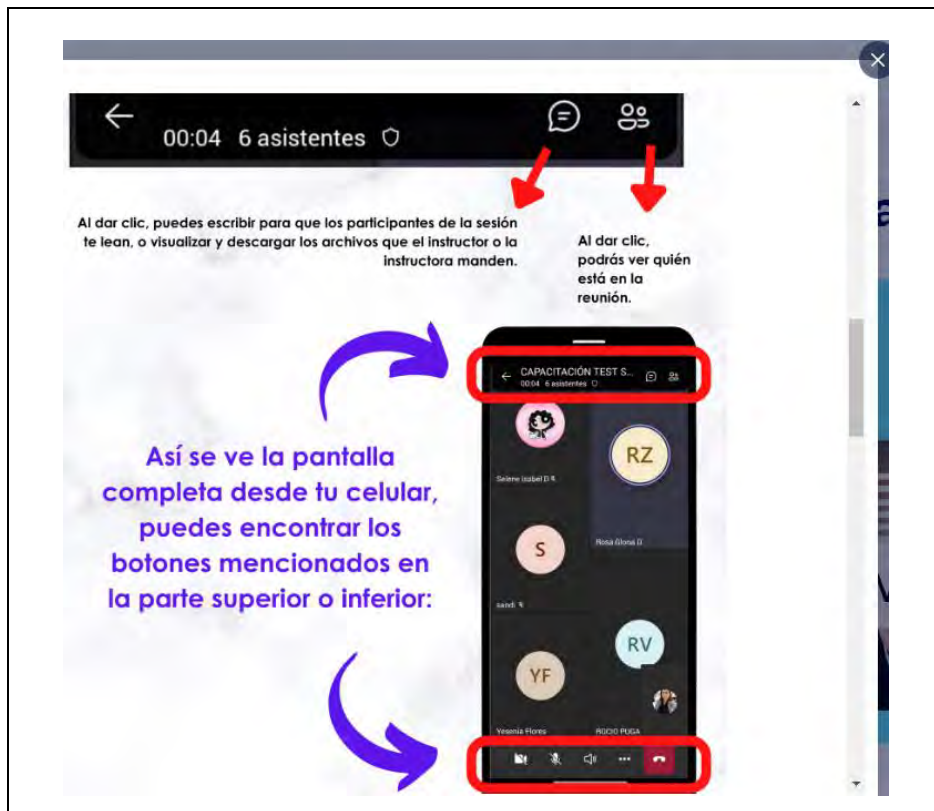 00:04 6 asistentes
Al dar clic, puedes escribir para que los participantes de la sesión
te lean, o visualizar y descargar los archivos que el instructor o la
instructora manden.
Al dar clic,
podrás ver quién
está en la
reunión.
Así se ve la pantalla
completa desde tu celular,
puedes encontrar los
botones mencionados en
la parte superior o inferior:
CAPACITACIÓN TEST S...
00:04 6 asistentes
RZ
Selene Isabel D
S
Rosa Gloria D
sandi
RV
YF
Yesenia Flores
ROCIO PUGA